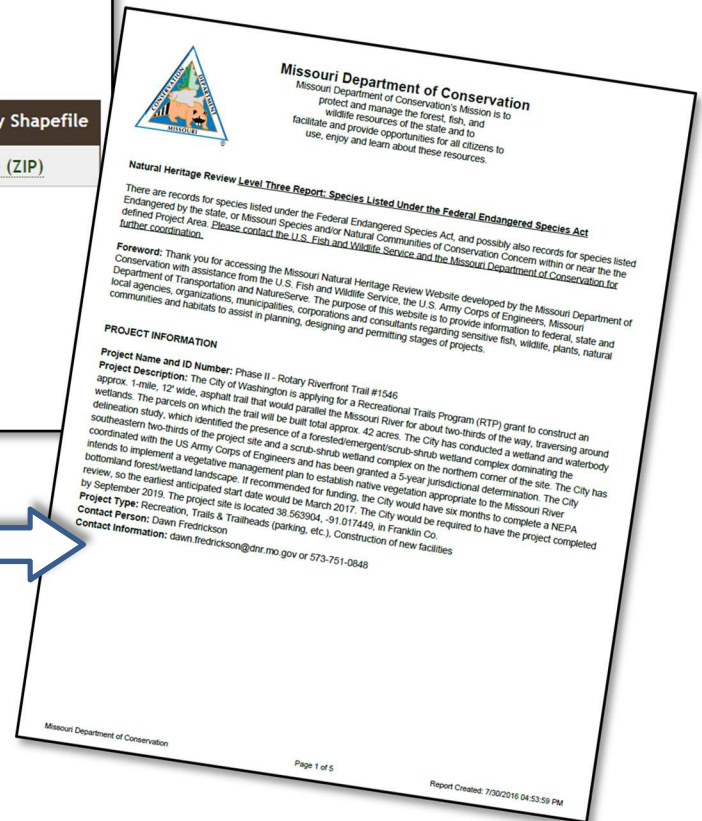 y Shapefile
(ZIP)
CONSERVATION
DEPARTMENT
MISSOURI
®
Missouri Department of Conservation
Missouri Department of Conservation's Mission is to
protect and manage the forest, fish, and
wildlife resources of the state and to
facilitate and provide opportunities for all citizens to
use, enjoy and learn about these resources.
Natural Heritage Review Level Three Report: Species Listed Under the Federal Endangered Species Act
There are records for species listed under the Federal Endangered Species Act, and possibly also records for species listed
Endangered by the state, or Missouri Species and/or Natural Communities of Conservation Concern within or near the the
defined Project Area. Please contact the U.S. Fish and Wildlife Service and the Missouri Department of Conservation for
further coordination.
Foreword: Thank you for accessing the Missouri Natural Heritage Review Website developed by the Missouri Department of
Conservation with assistance from the U.S. Fish and Wildlife Service, the U.S. Army Corps of Engineers, Missouri
Department of Transportation and NatureServe. The purpose of this website is to provide information to federal, state and
local agencies, organizations, municipalities, corporations and consultants regarding sensitive fish, wildlife, plants, natural
communities and habitats to assist in planning, designing and permitting stages of projects.
PROJECT INFORMATION
Project Name and ID Number: Phase II - Rotary Riverfront Trail #1546
Project Description: The City of Washington is applying for a Recreational Trails Program (RTP) grant to construct an
approx. 1-mile, 12' wide, asphalt trail that would parallel the Missouri River for about two-thirds of the way, traversing around
wetlands. The parcels on which the trail will be built total approx. 42 acres. The City has conducted a wetland and waterbody
delineation study, which identified the presence of a forested/emergent/scrub-shrub wetland complex dominating the
southeastern two-thirds of the project site and a scrub-shrub wetland complex on the northern corner of the site. The City has
coordinated with the US Army Corps of Engineers and has been granted a 5-year jurisdictional determination. The City
intends to implement a vegetative management plan to establish native vegetation appropriate to the Missouri River
bottomland forest/wetland landscape. If recommended for funding, the City would have six months to complete a NEPA
review, so the earliest anticipated start date would be March 2017. The City would be required to have the project completed
by September 2019. The project site is located 38.563904, -91.017449, in Franklin Co.
Project Type: Recreation, Trails & Trailheads (parking, etc.), Construction of new facilities
Contact Person: Dawn Fredrickson
Contact Information: dawn.fredrickson@dnr.mo.gov or 573-751-0848
Missouri Department of Conservation
Page 1 of 5
Report Created: 7/30/2016 04:53:59 PM